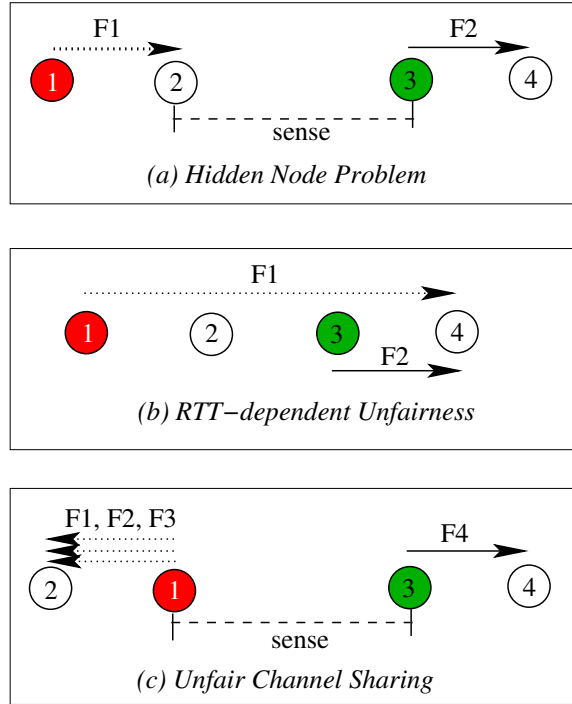 F1
F2
1
2
3
4
sense
(a) Hidden Node Problem
F1
1
2
3
4
F2
(b) RTT−dependent Unfairness
F1, F2, F3
F4
2
1
3
4
sense
(c) Unfair Channel Sharing